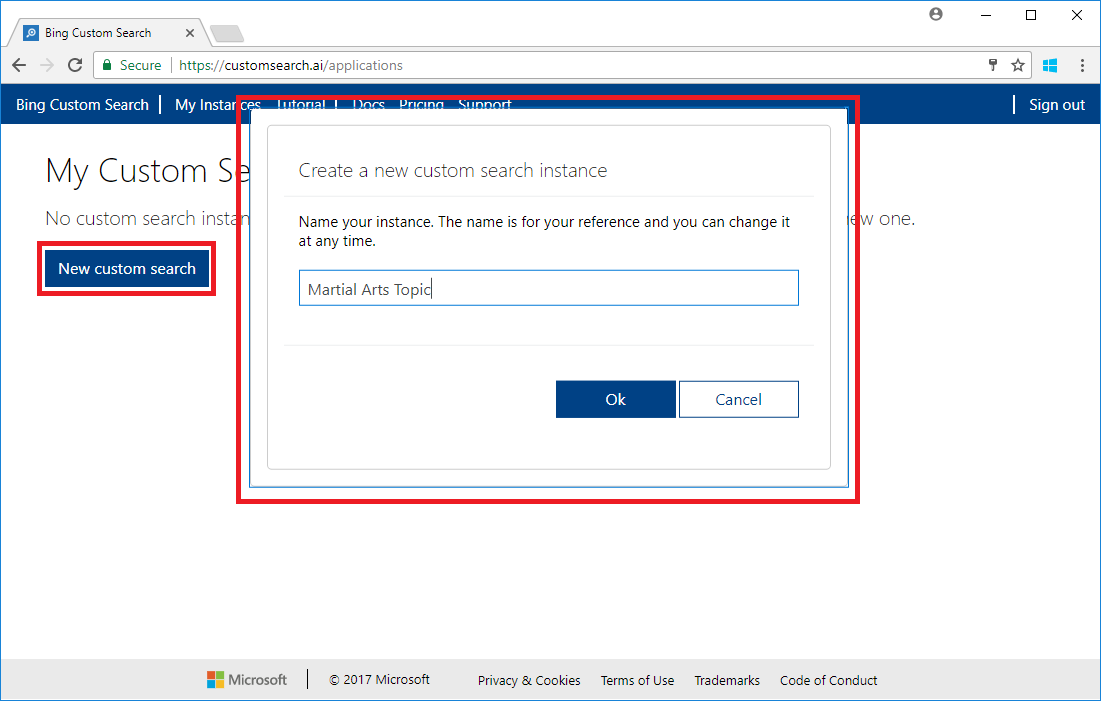 Bing Custom Search
Secure
https://customsearch.ai/applications
Bing Custom Search My Instances Tutorial Docs Pricing Support Sign out
My Custom Se
No custom search instan
ew one.
New custom search
Create a new custom search instance
Name your instance. The name is for your reference and you can change it
at any time.
Martial Arts Topic
Ok Cancel
Microsoft © 2017 Microsoft Privacy & Cookies Terms of Use Trademarks Code of Conduct